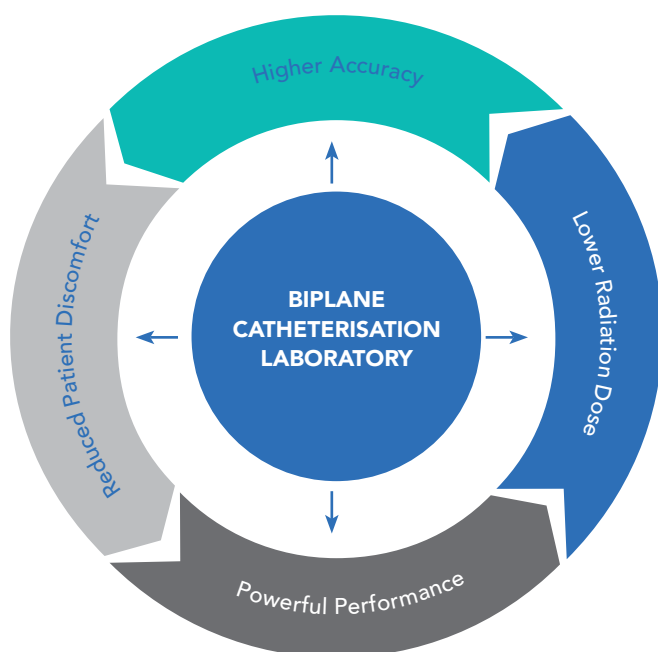 Higher Accuracy
Lower Radiation Dose
BIPLANE
CATHETERISATION
LABORATORY
Reduced Patient Discomfort
Powerful Performance